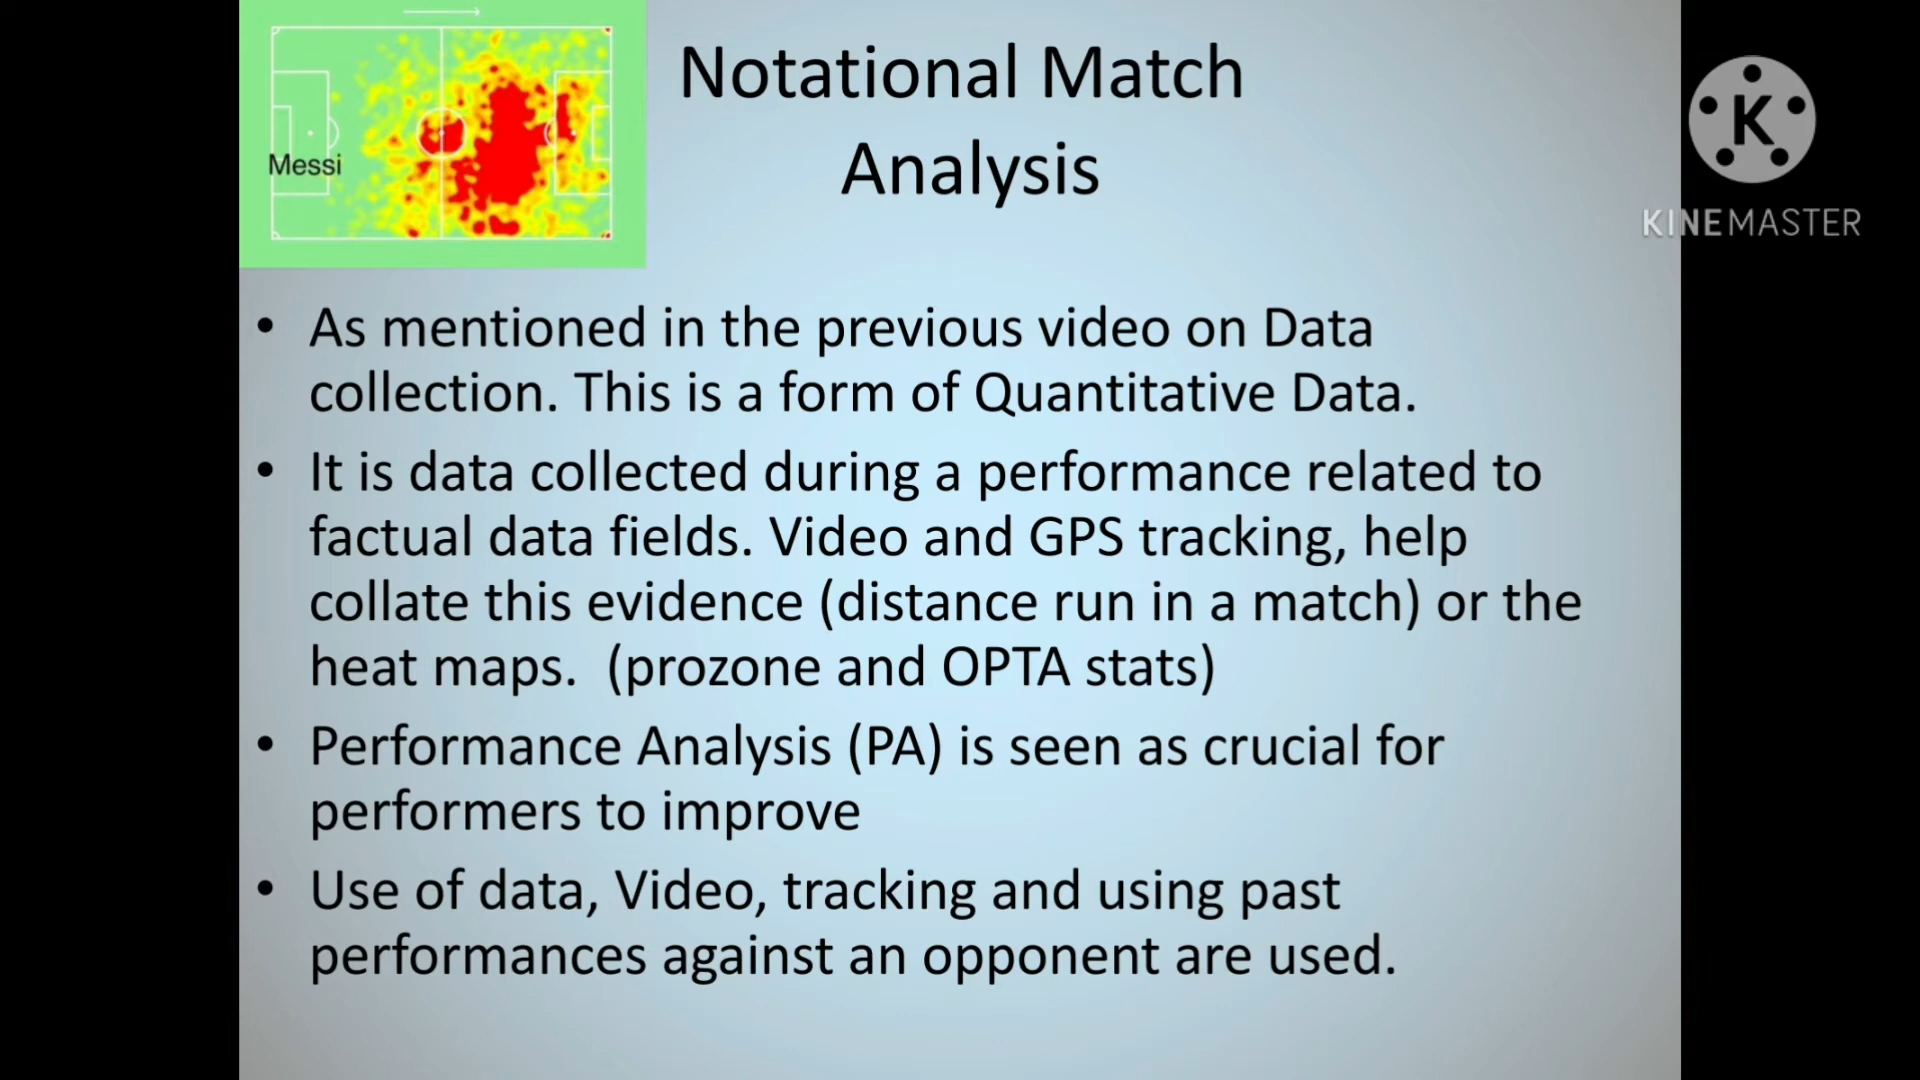 Messi
Notational Match
Analysis
K
KINEMASTER
• As mentioned in the previous video on Data
collection. This is a form of Quantitative Data.
• It is data collected during a performance related to
factual data fields. Video and GPS tracking, help
collate this evidence (distance run in a match) or the
heat maps.  (prozone and OPTA stats)
• Performance Analysis (PA) is seen as crucial for
performers to improve
• Use of data, Video, tracking and using past
performances against an opponent are used.